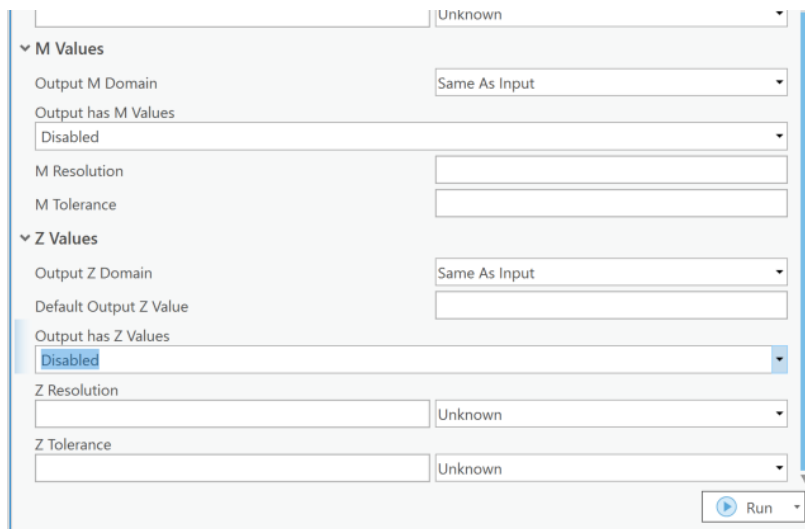 Unknown
M Values
Output M Domain Same As Input
Output has M Values
Disabled
M Resolution
M Tolerance
Z Values
Output Z Domain Same As Input
Default Output Z Value
Output has Z Values
Disabled
Z Resolution
Unknown
Z Tolerance
Unknown
Run